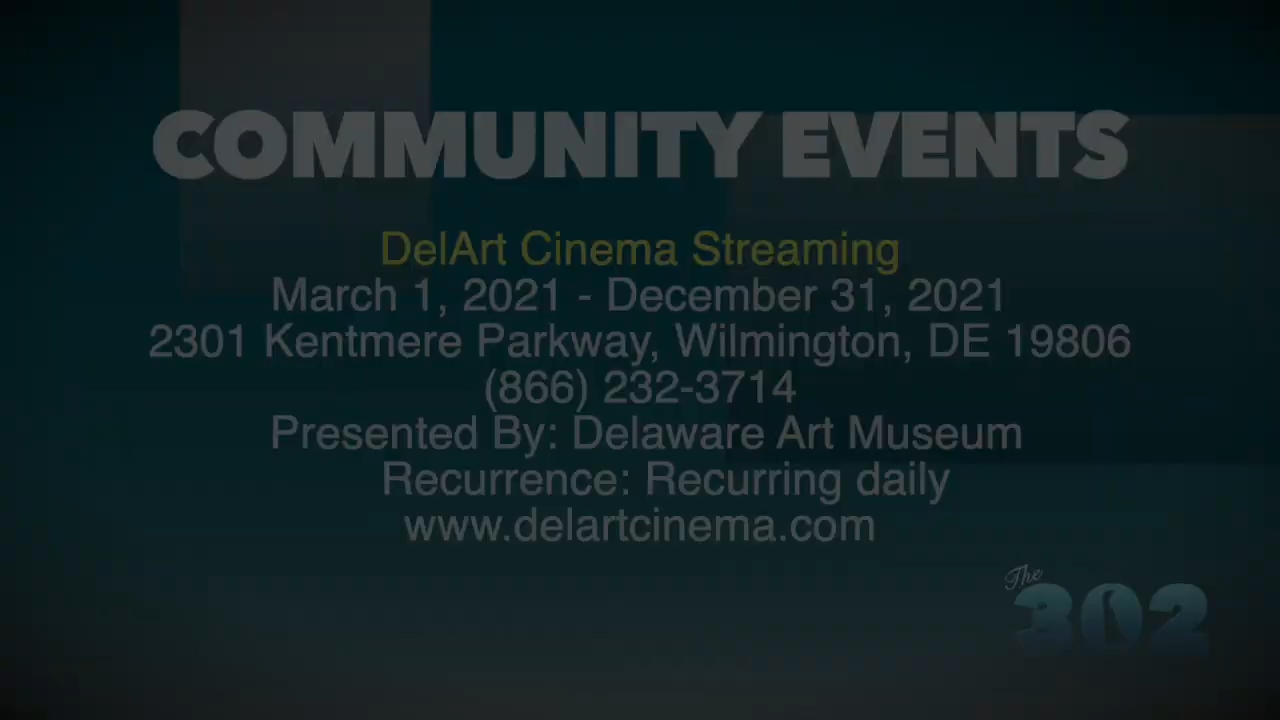 COMMUNITY EVENTS
DelArt Cinema Streaming
March 1, 2021 - December 31, 2021
2301 Kentmere Parkway, Wilmington, DE 19806
(866) 232-3714
Presented By: Delaware Art Museum
Recurrence: Recurring daily
www.delartcinema.com
The
302